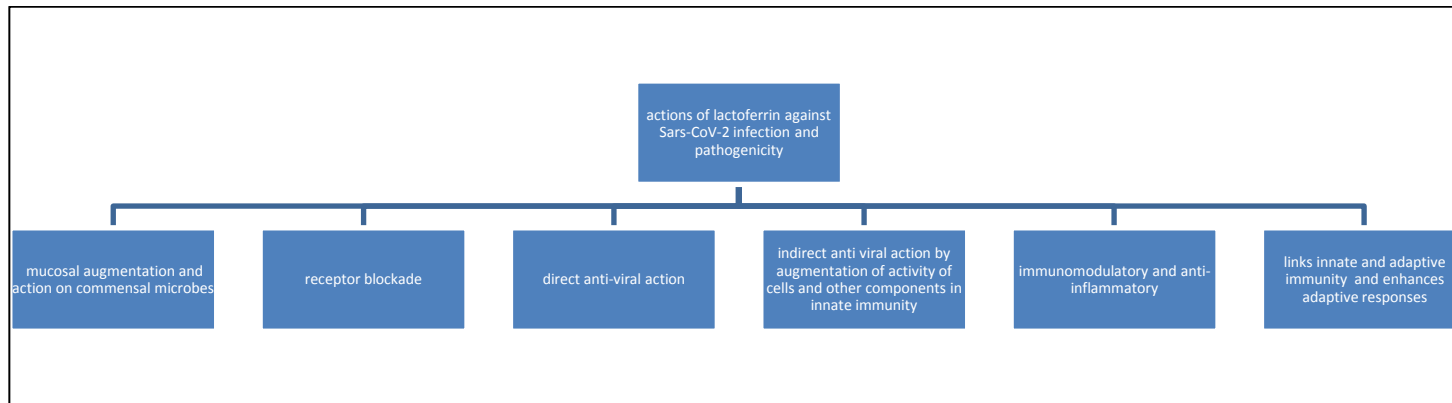 actions of lactoferrin against
Sars-CoV-2 infection and
pathogenicity
mucosal augmentation and
action on commensal microbes
receptor blockade
direct anti-viral action
indirect anti viral action by
augmentation of activity of
cells and other components in
innate immunity
immunomodulatory and anti-
inflammatory
links innate and adaptive
immunity and enhances
adaptive responses